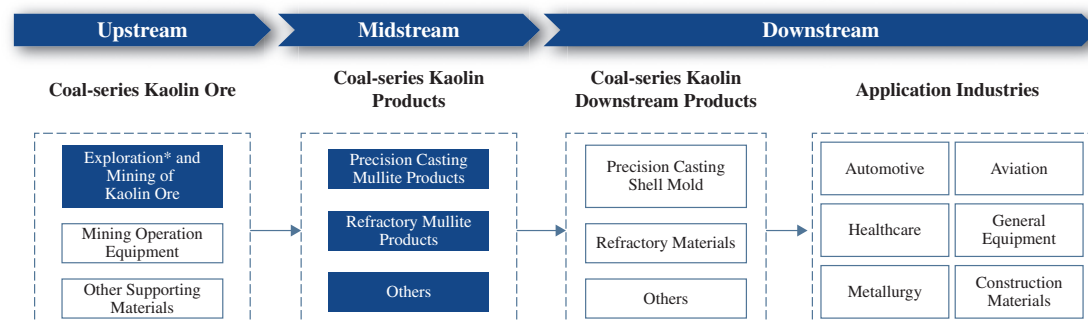 Upstream
Midstream
Downstream
Coal-series Kaolin Ore
Coal-series Kaolin
Products
Coal-series Kaolin
Downstream Products
Application Industries
Exploration* and
Mining of
Kaolin Ore
Mining Operation
Equipment
Other Supporting
Materials
Precision Casting
Mullite Products
Refractory Mullite
Products
Others
Precision Casting
Shell Mold
Refractory Materials
Others
Automotive
Aviation
Healthcare
General
Equipment
Metallurgy
Construction
Materials